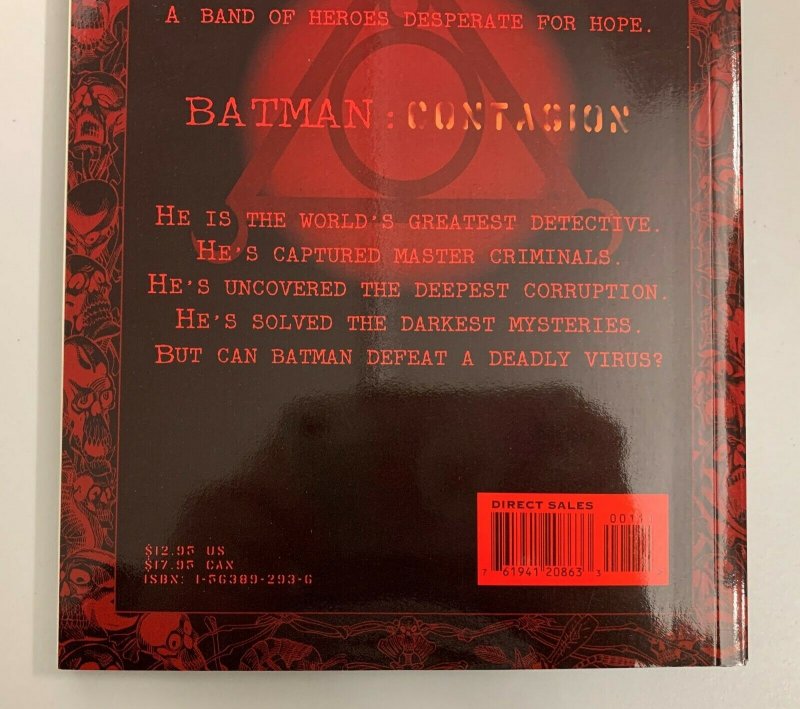 A BAND OF HEROES DESPERATE FOR HOPE.
BATMAN: CONTAGION
HE IS THE WORLD'S GREATEST DETECTIVE.
HE'S CAPTURED MASTER CRIMINALS.
HE'S UNCOVERED THE DEEPEST CORRUPTION.
HE'S SOLVED THE DARKEST MYSTERIES.
BUT CAN BATMAN DEFEAT A DEADLY VIRUS?
DIRECT SALES
$12.95 US
$17.95 CAN
ISBN: 1-56389-293-6
7 61941 20863 3